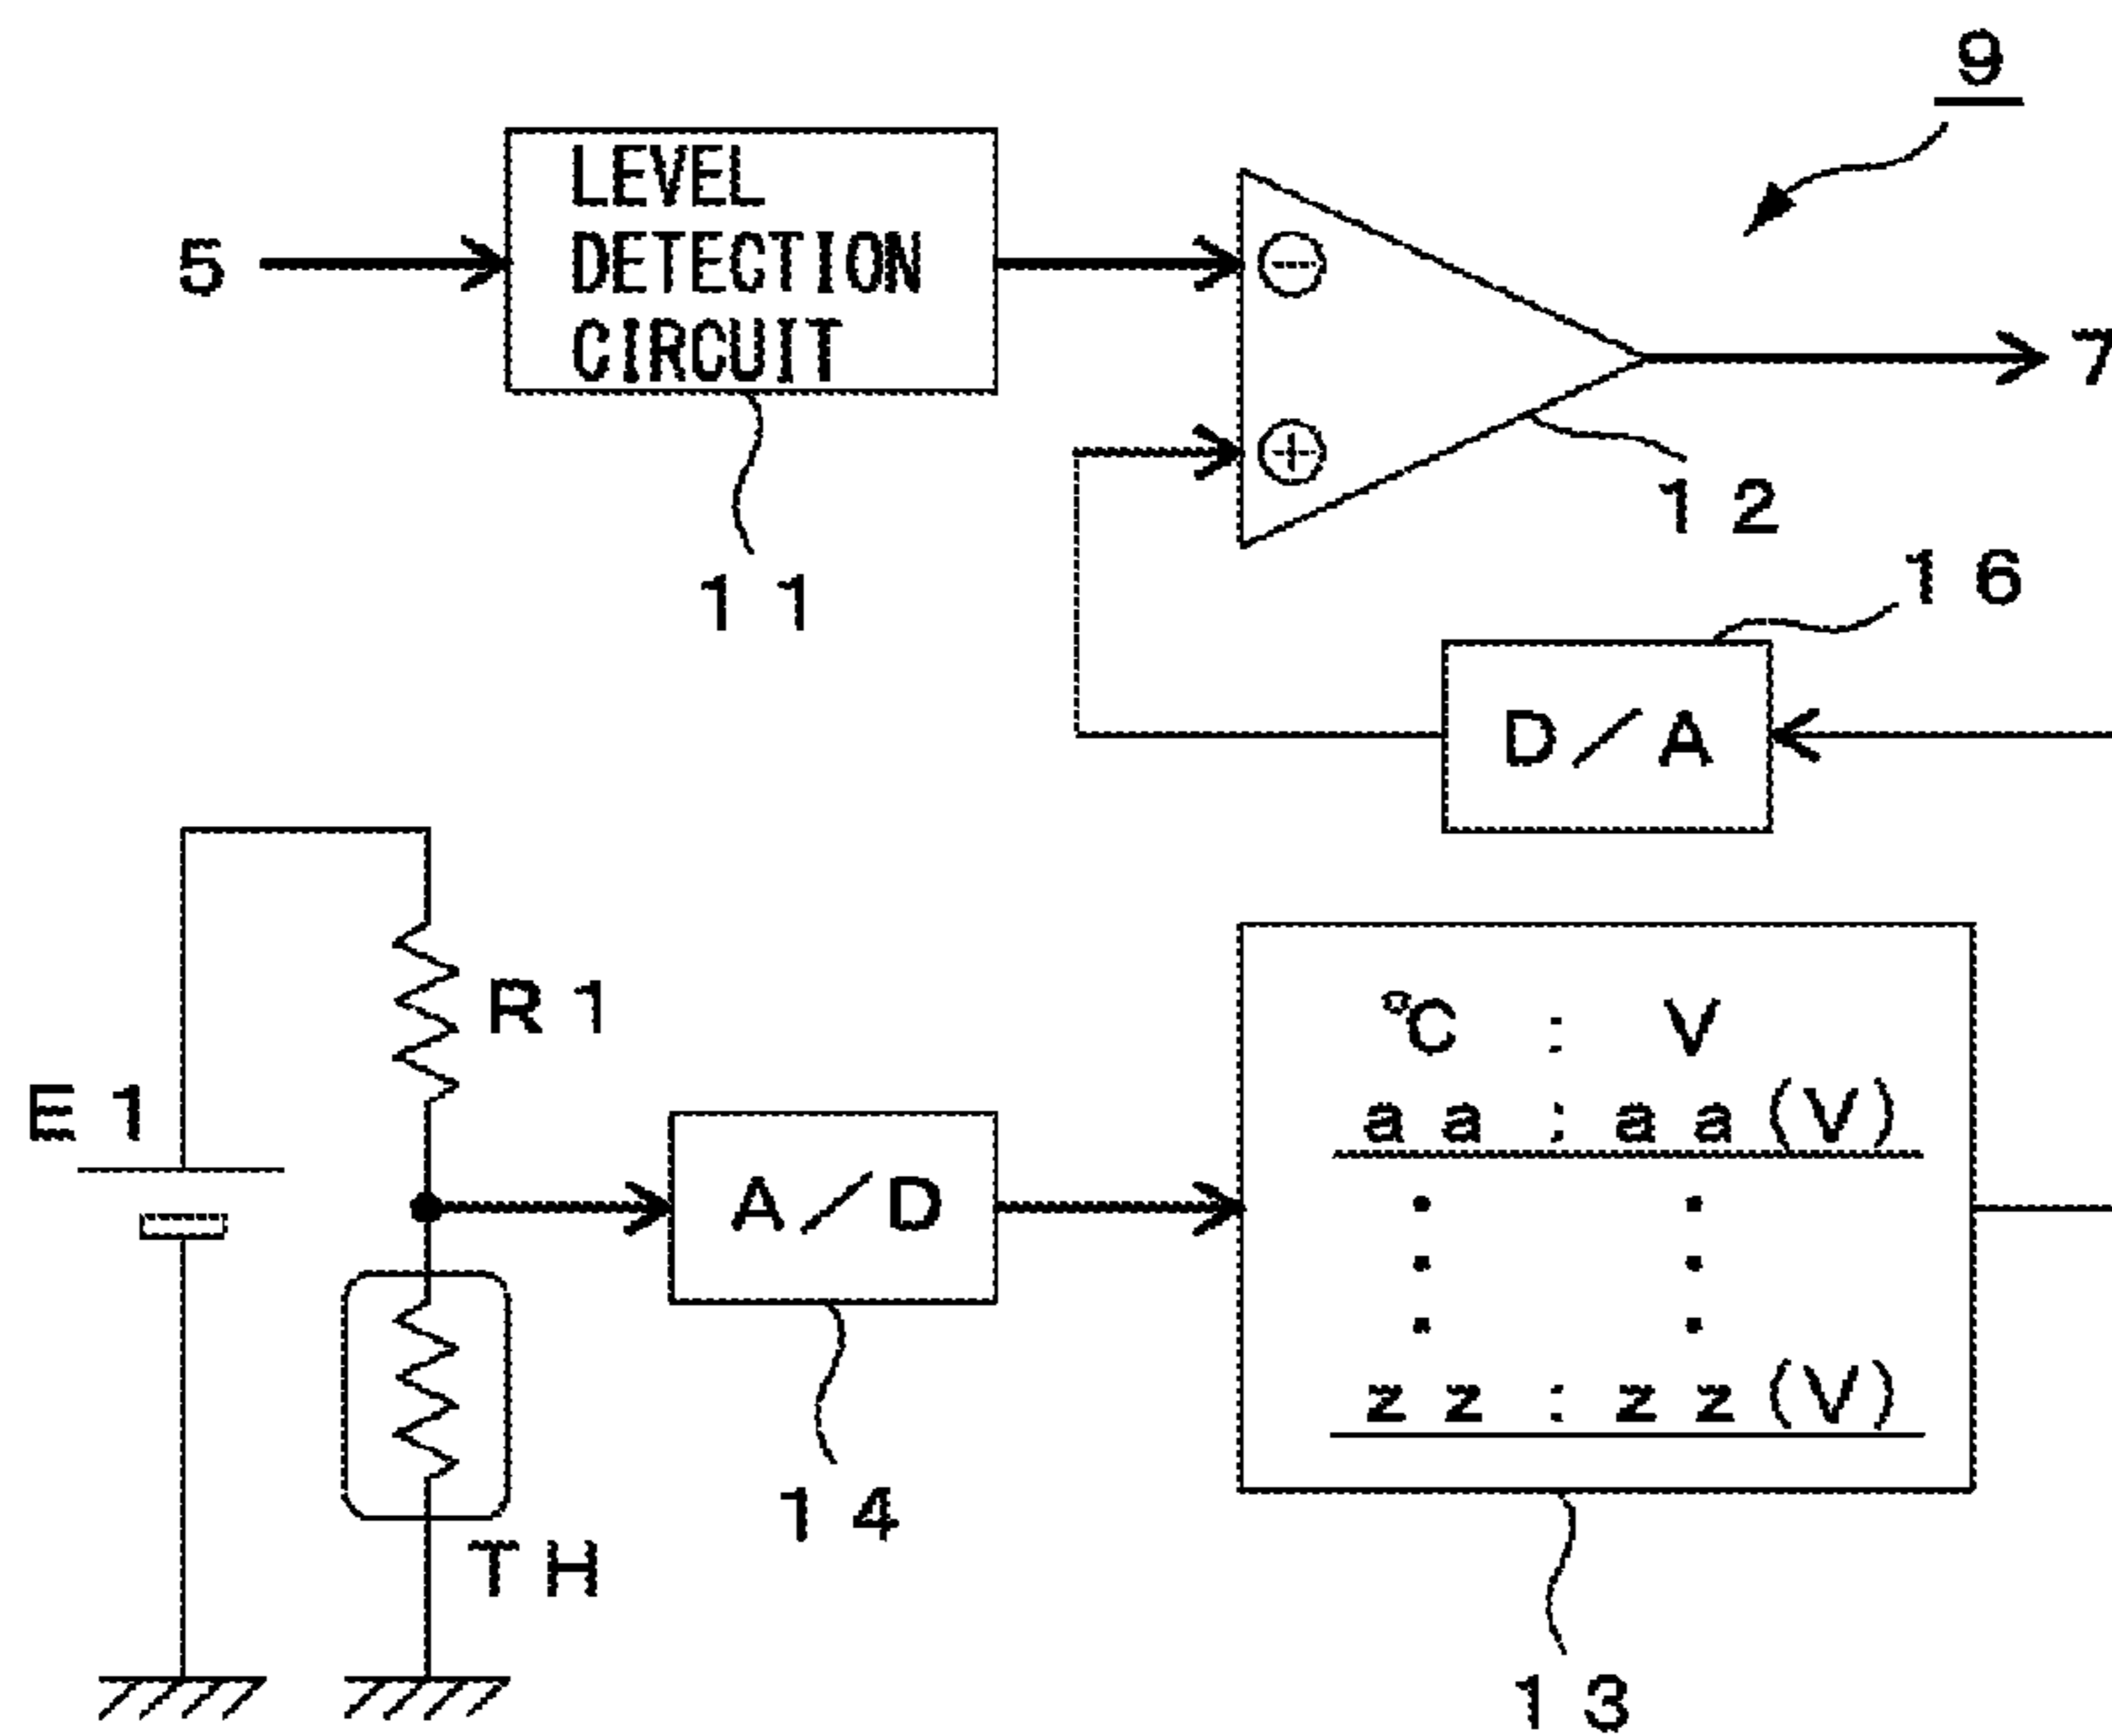 9
5
LEVEL
DETECTION
CIRCUIT
7
12
11
16
D/A
R1
E1
A/D
℃ : V
aa : aa (V)
zz : zz (V)
14
TH
13